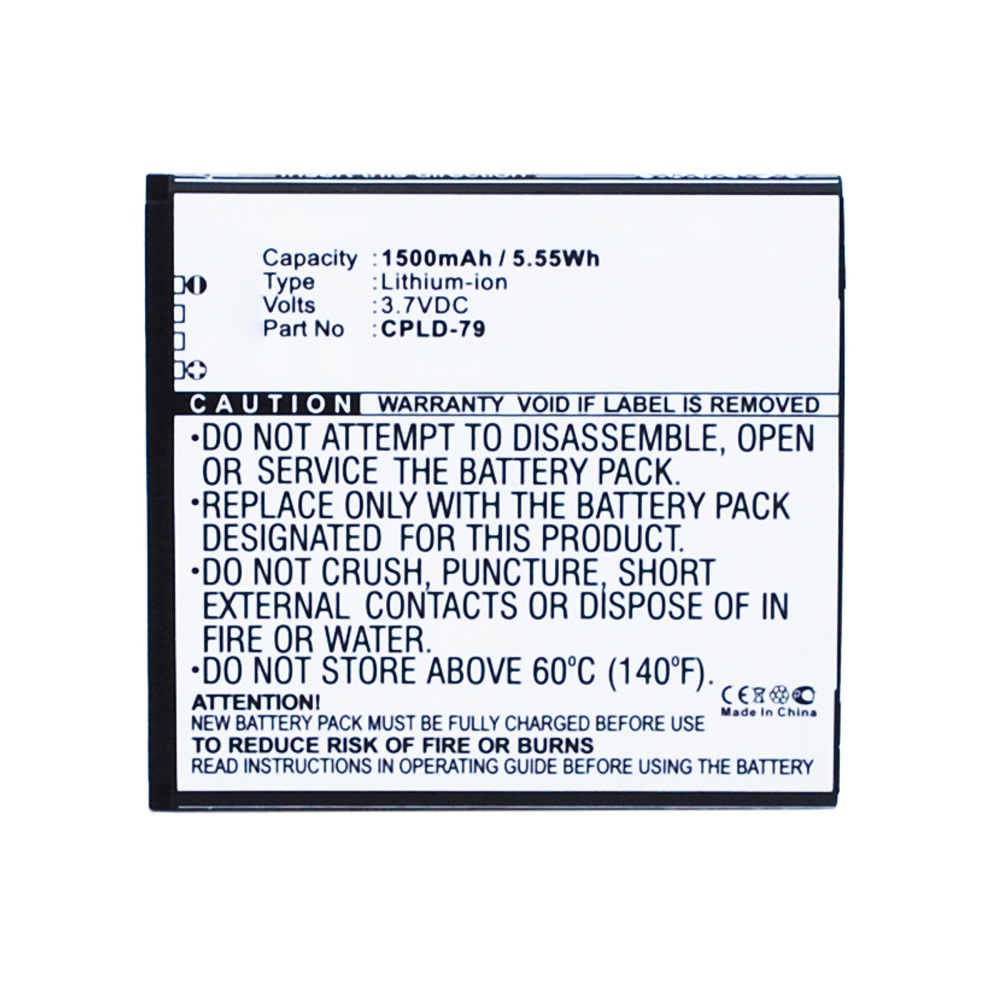 Capacity : 1500mAh / 5.55Wh
Type : Lithium-ion
Volts : 3.7VDC
Part No : CPLD-79
CAUTION WARRANTY VOID IF LABEL IS REMOVED
•DO NOT ATTEMPT TO DISASSEMBLE, OPEN
OR SERVICE THE BATTERY PACK.
•REPLACE ONLY WITH THE BATTERY PACK
DESIGNATED FOR THIS PRODUCT.
•DO NOT CRUSH, PUNCTURE, SHORT
EXTERNAL CONTACTS OR DISPOSE OF IN
FIRE OR WATER.
•DO NOT STORE ABOVE 60°C (140°F).
CE
Made In China
ATTENTION!
NEW BATTERY PACK MUST BE FULLY CHARGED BEFORE USE
TO REDUCE RISK OF FIRE OR BURNS
READ INSTRUCTIONS IN OPERATING GUIDE BEFORE USING THE BATTERY